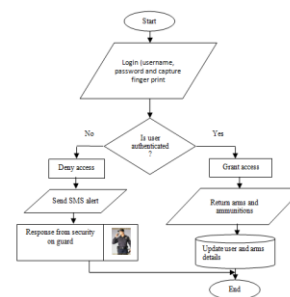 Start
Login (username,
password and capture
finger print
Is user
authenticated
?
No
Yes
Deny access
Grant access
Send SMS alert
Return arms and
ammunitions
Response from security
on guard
Update user and arms
details
End